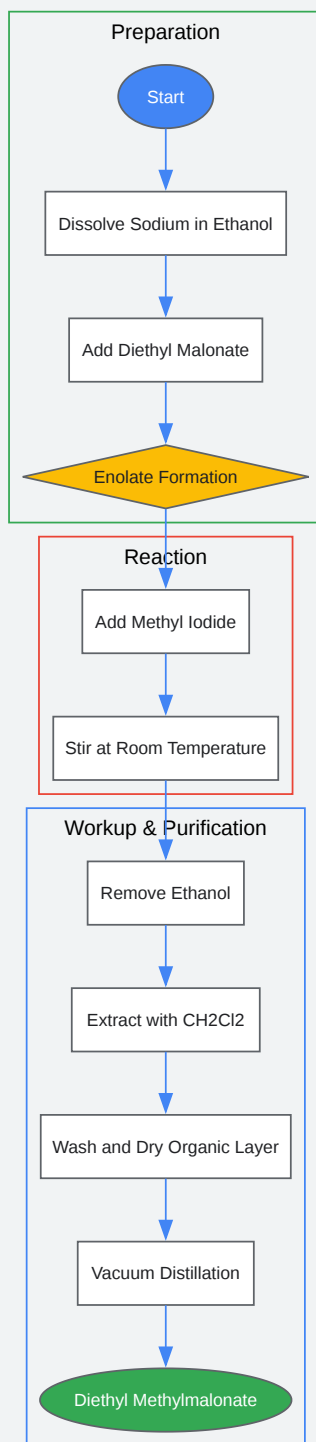 Preparation
Start
Dissolve Sodium in Ethanol
Add Diethyl Malonate
Enolate Formation
Reaction
Add Methyl Iodide
Stir at Room Temperature
Workup & Purification
Remove Ethanol
Extract with CH2Cl2
Wash and Dry Organic Layer
Vacuum Distillation
Diethyl Methylmalonate